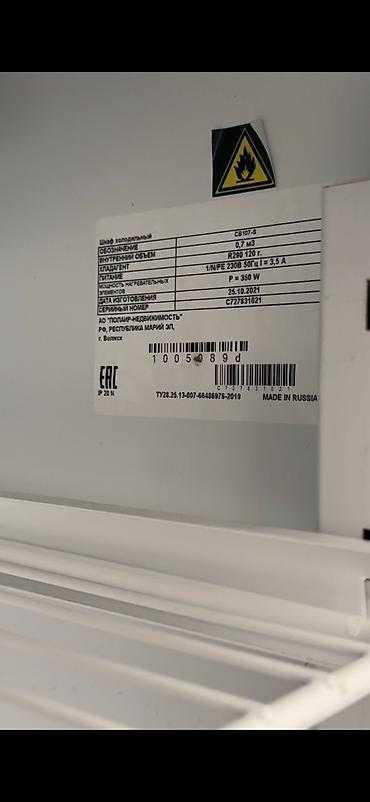 Шкаф холодильный
ОБОЗНАЧЕНИЕ CB107-S
ВНУТРЕННИЙ ОБЪЕМ 0,7 м3
ХЛАДАГЕНТ R290 120 г.
ПИТАНИЕ 1/N/PE 230В 50Гц I = 3,5 А
МОЩНОСТЬ НАГРЕВАТЕЛЬНЫХ ЭЛЕМЕНТОВ P = 350 W
ДАТА ИЗГОТОВЛЕНИЯ 25.10.2021
СЕРИЙНЫЙ НОМЕР C727831021
АО "ПОЛАИР-НЕДВИЖИМОСТЬ"
РФ, РЕСПУБЛИКА МАРИЙ ЭЛ,
г. Волжск
1005089d
EAC
C727831021
IP 20 N ТУ28.25.13-007-66486978-2019 MADE IN RUSSIA